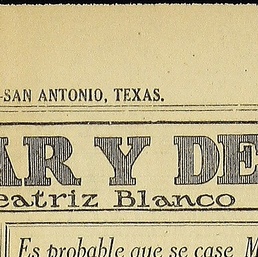 -SAN ANTONIO, TEXAS.
AR Y DE
eatriz Blanco
Es probable que se case M